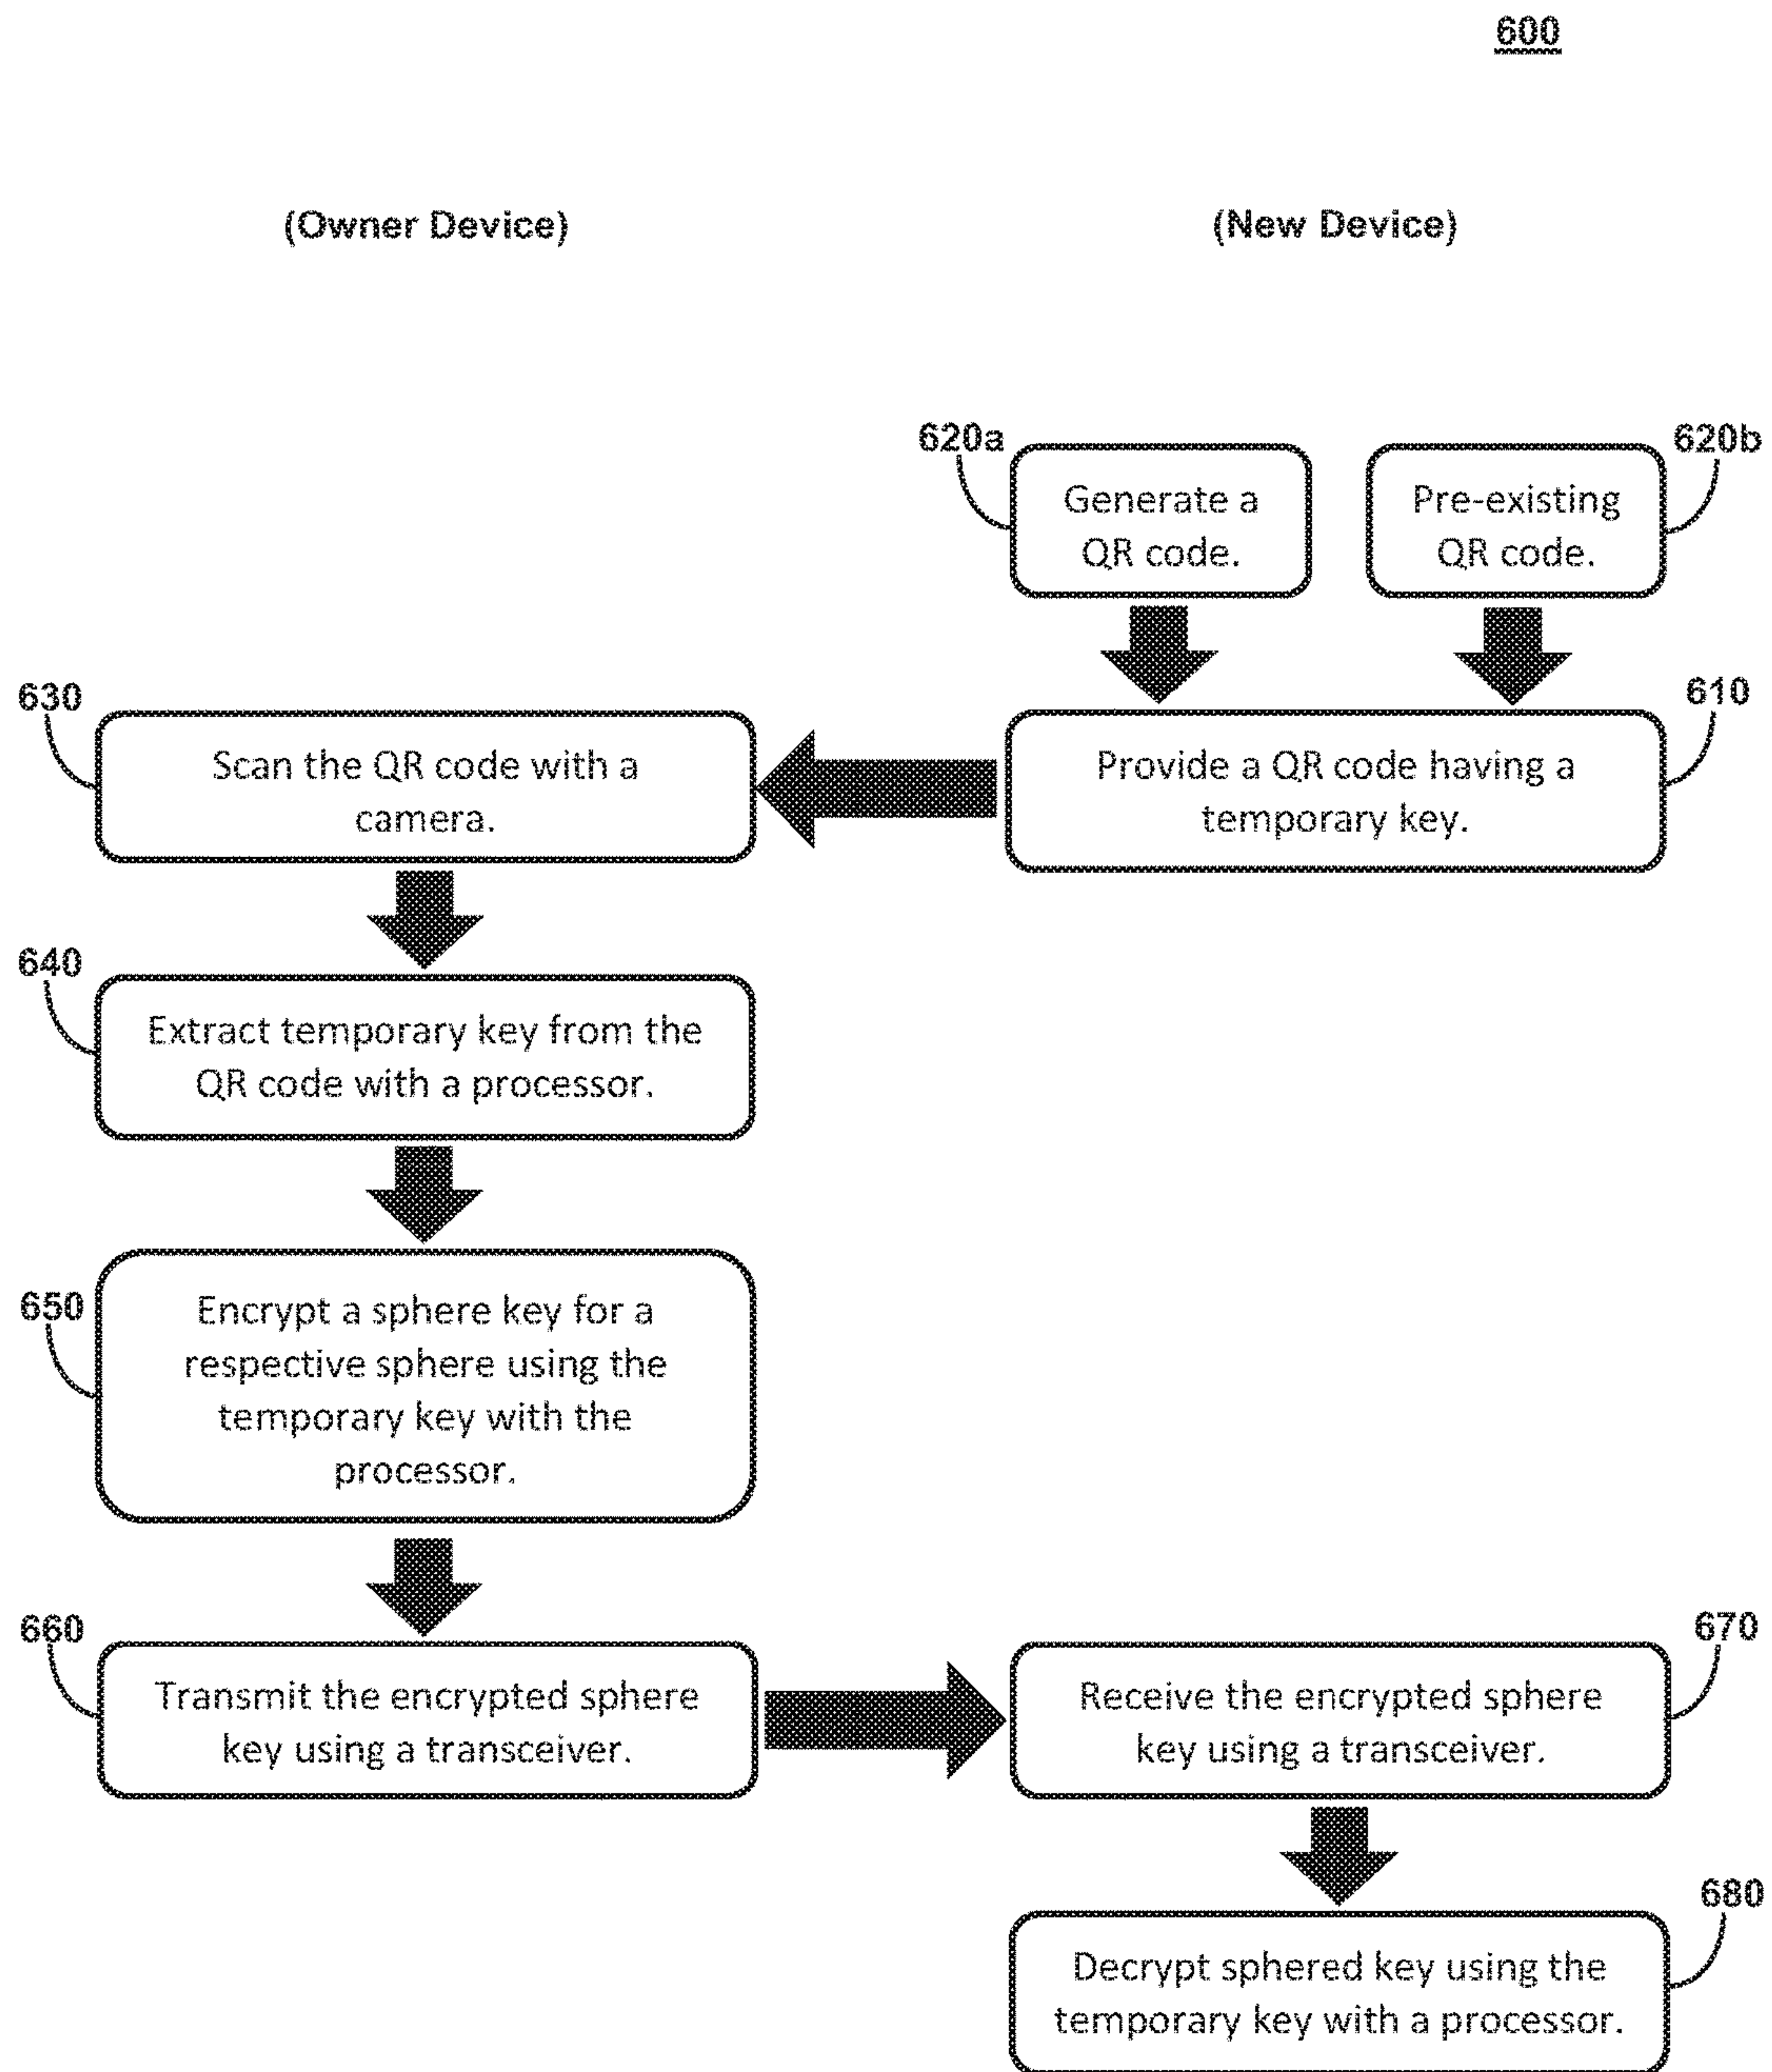 600
(Owner Device)
(New Device)
620a
620b
Generate a
QR code.
Pre-existing
QR code.
630
610
Scan the QR code with a
camera.
Provide a QR code having a
temporary key.
640
Extract temporary key from the
QR code with a processor.
650
Encrypt a sphere key for a
respective sphere using the
temporary key with the
processor.
660
670
Transmit the encrypted sphere
key using a transceiver.
Receive the encrypted sphere
key using a transceiver.
680
Decrypt sphered key using the
temporary key with a processor.